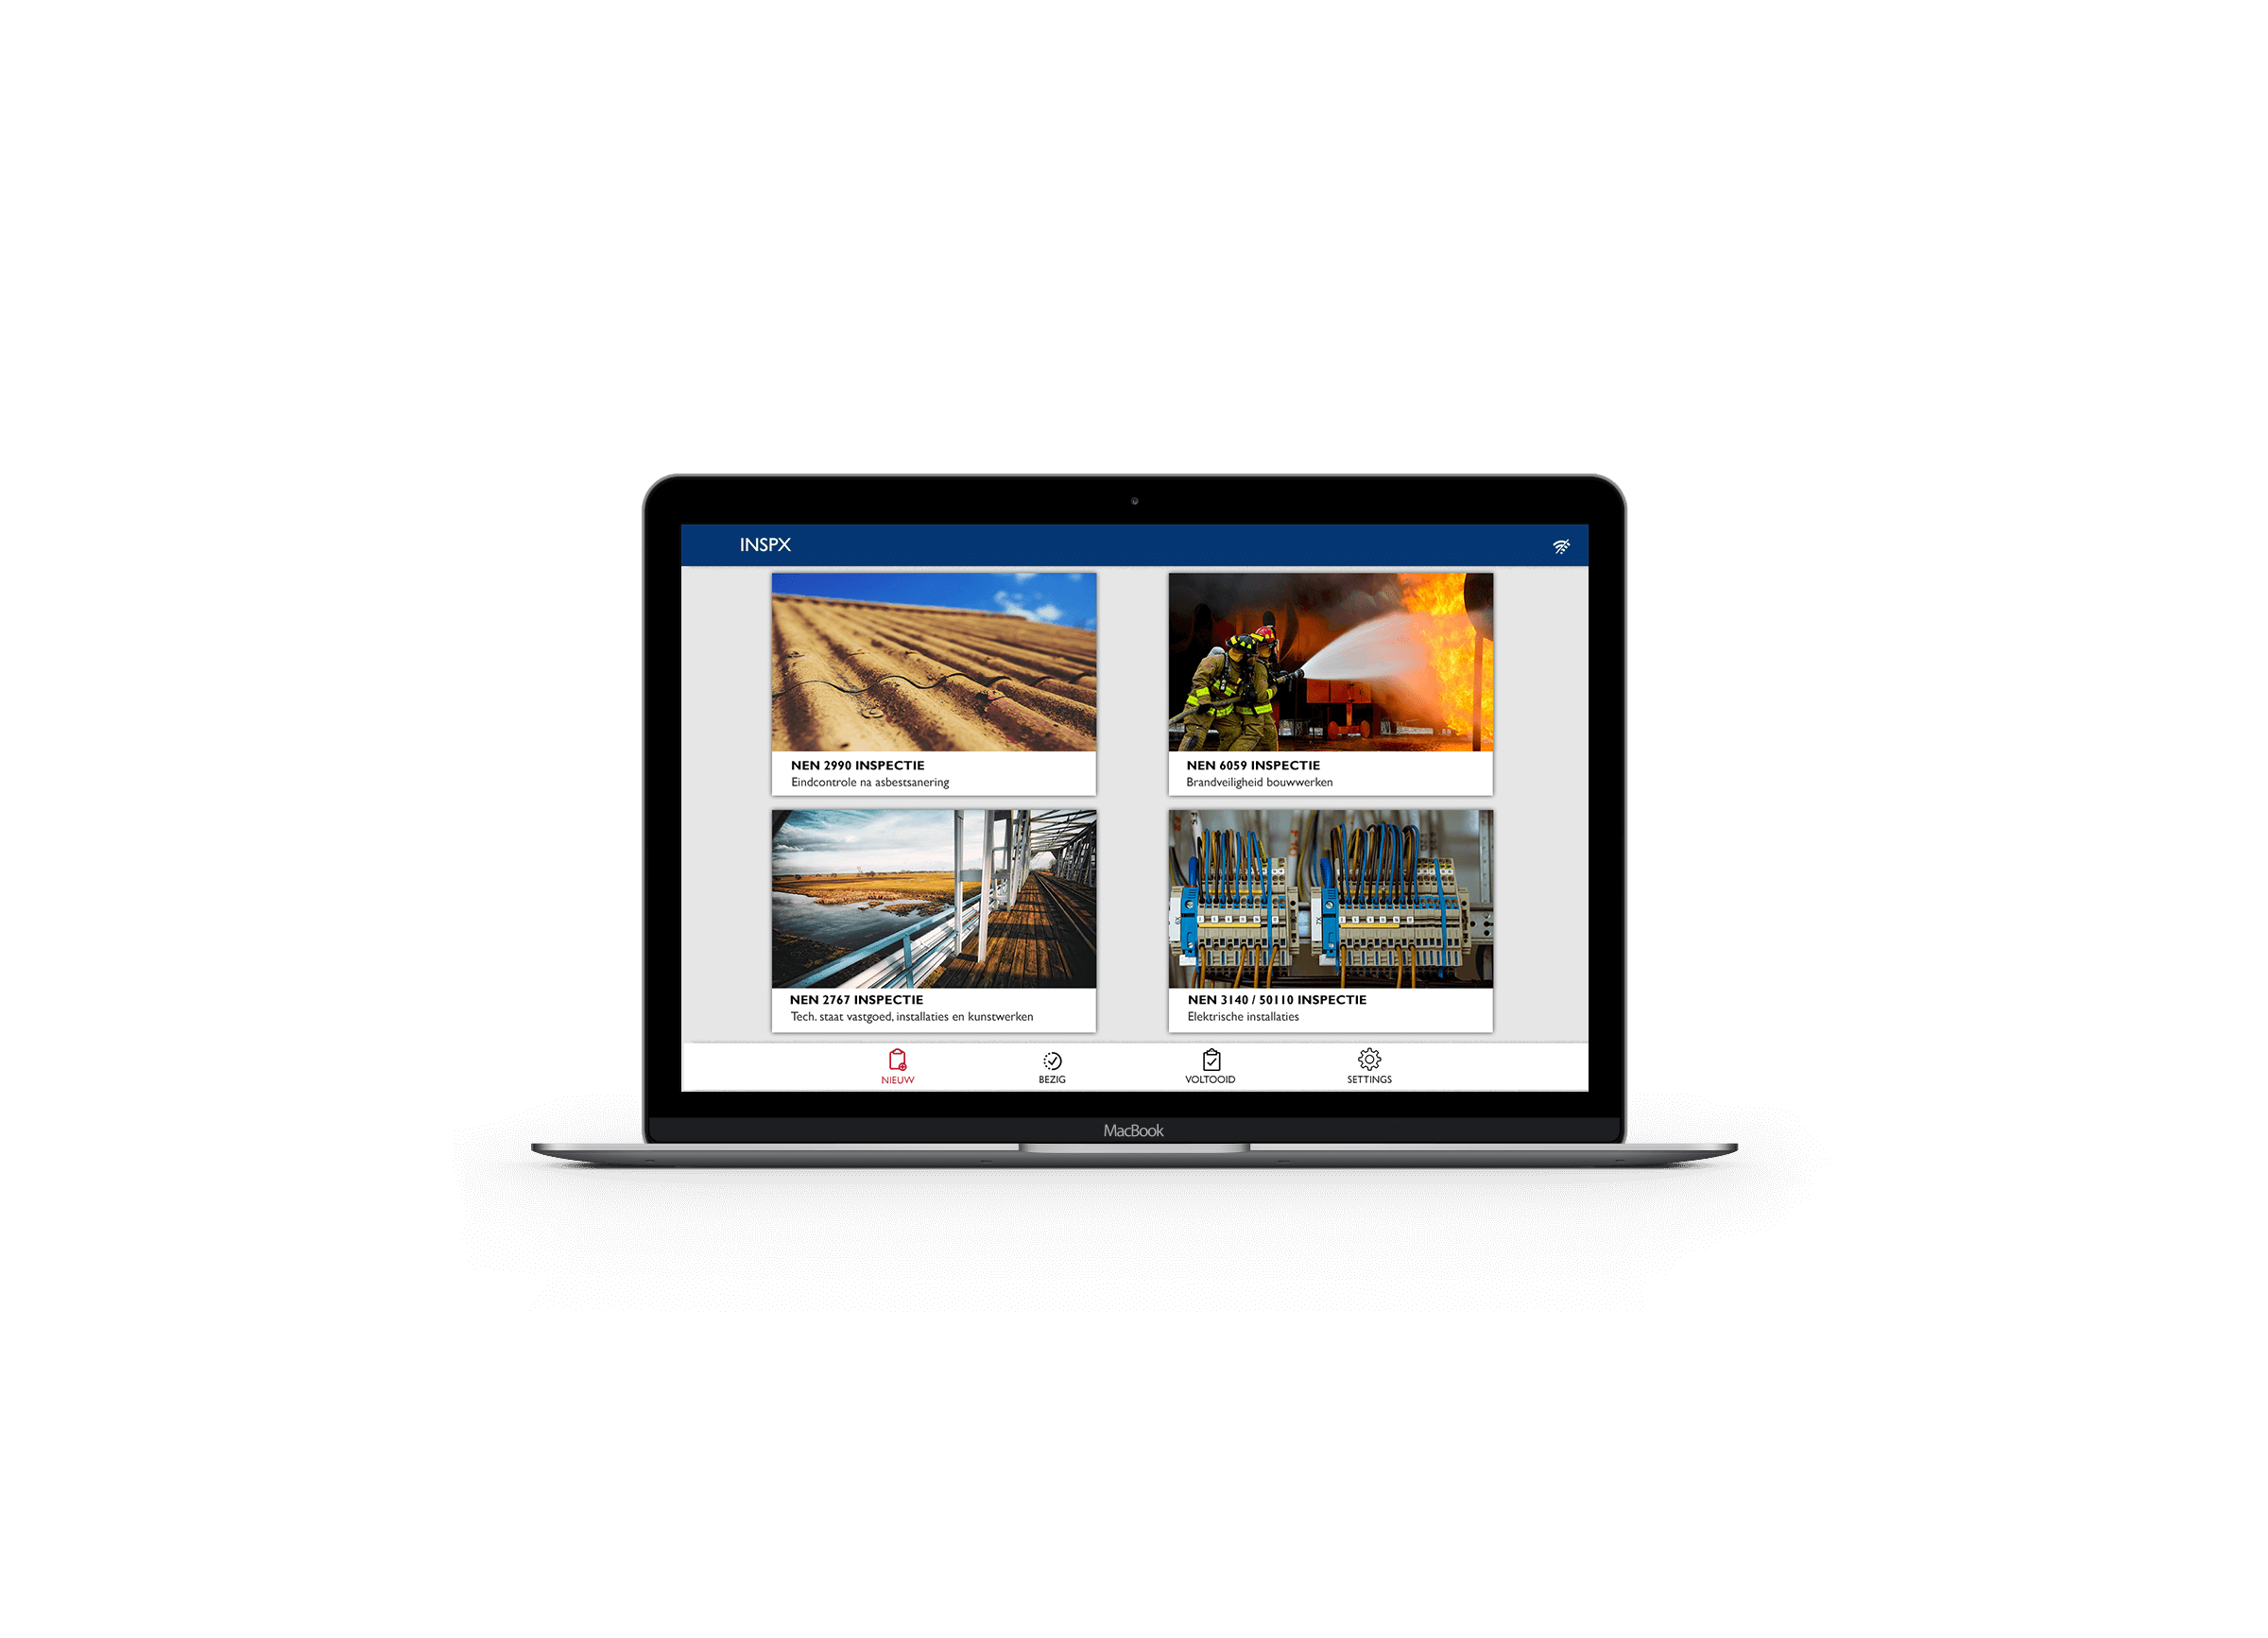 INSPX
NEN 2990 INSPECTIE
Eindcontrole na asbestsanering
NEN 6059 INSPECTIE
Brandveiligheid bouwwerken
NEN 2767 INSPECTIE
Tech. staat vastgoed, installaties en kunstwerken
NEN 3140 / 50110 INSPECTIE
Elektrische installaties
NIEUW
BEZIG
VOLTOOID
SETTINGS
MacBook